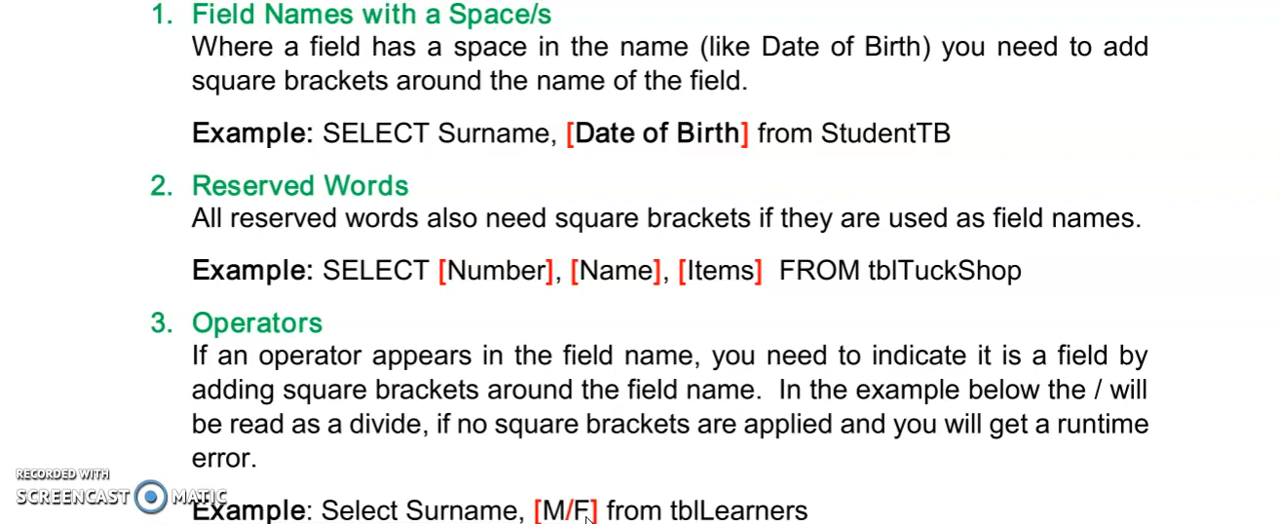 1. Field Names with a Space/s
Where a field has a space in the name (like Date of Birth) you need to add
square brackets around the name of the field.
Example: SELECT Surname, [Date of Birth] from StudentTB
2. Reserved Words
All reserved words also need square brackets if they are used as field names.
Example: SELECT [Number], [Name], [Items] FROM tblTuckShop
3. Operators
If an operator appears in the field name, you need to indicate it is a field by
adding square brackets around the field name. In the example below the / will
be read as a divide, if no square brackets are applied and you will get a runtime
error.
RECORDED WITH
SCREENCAST MATIC
Example: Select Surname, [M/F] from tblLearners